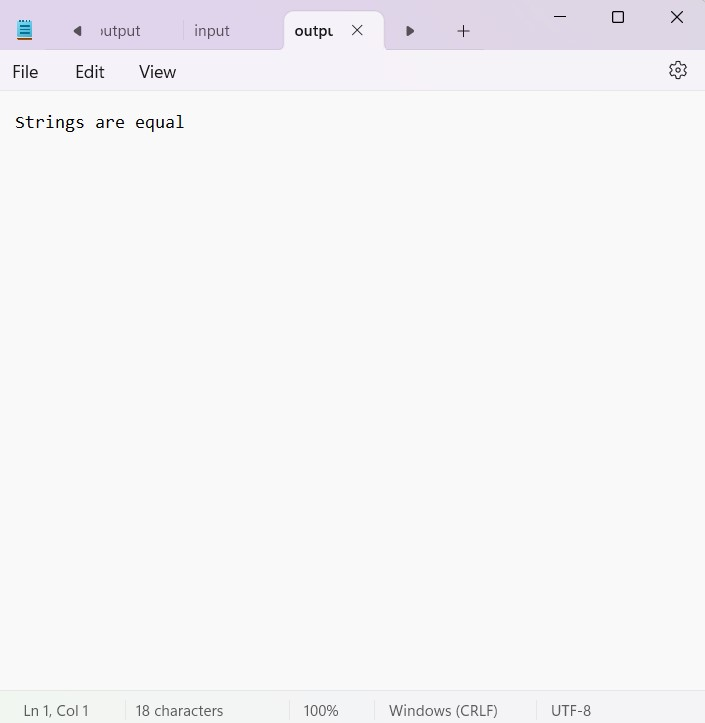 output input output
File Edit View
Strings are equal
Ln 1, Col 1 18 characters 100% Windows (CRLF) UTF-8